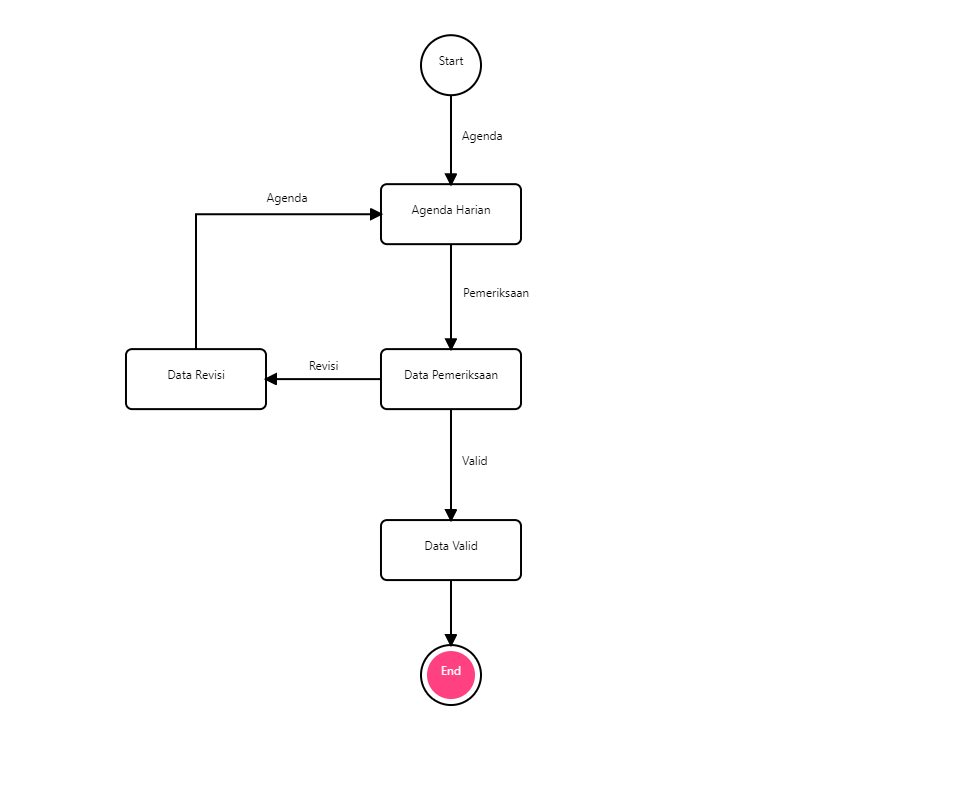 Start
Agenda
Agenda
Agenda Harian
Pemeriksaan
Revisi
Data Revisi
Data Pemeriksaan
Valid
Data Valid
End